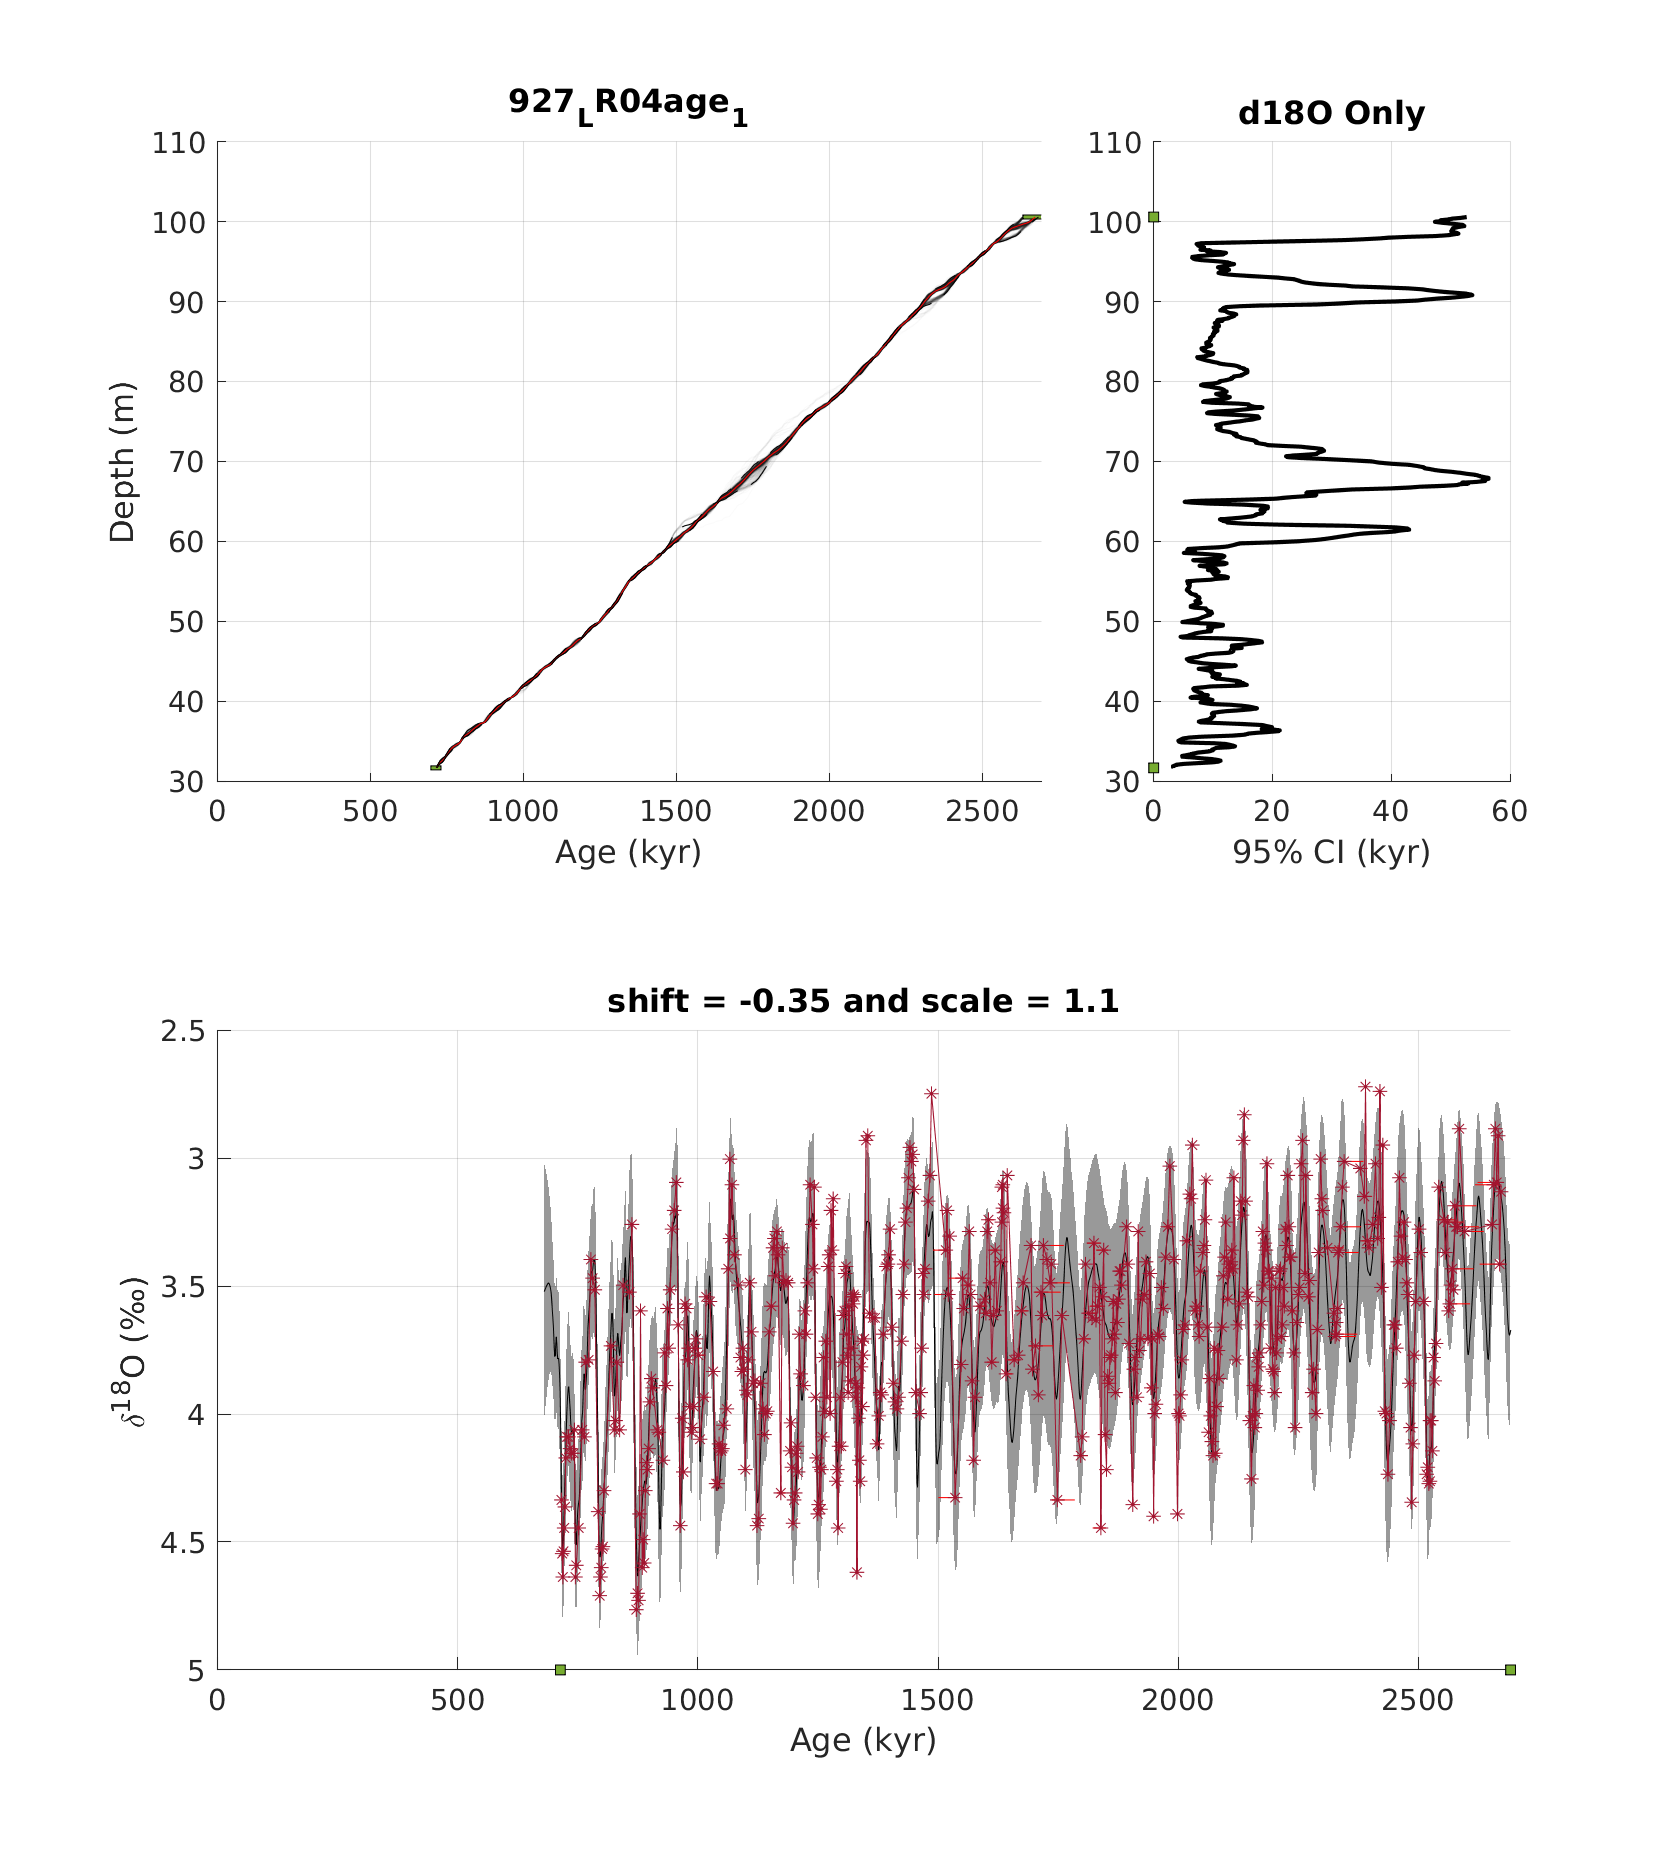 927LR04age1
110
100
90
80
70
60
50
40
30
Depth (m)
0 500 1000 1500 2000 2500
Age (kyr)
d18O Only
110
100
90
80
70
60
50
40
30
0 20 40 60
95% CI (kyr)
shift = -0.35 and scale = 1.1
2.5
3
3.5
4
4.5
5
δ18O (‰)
0 500 1000 1500 2000 2500
Age (kyr)